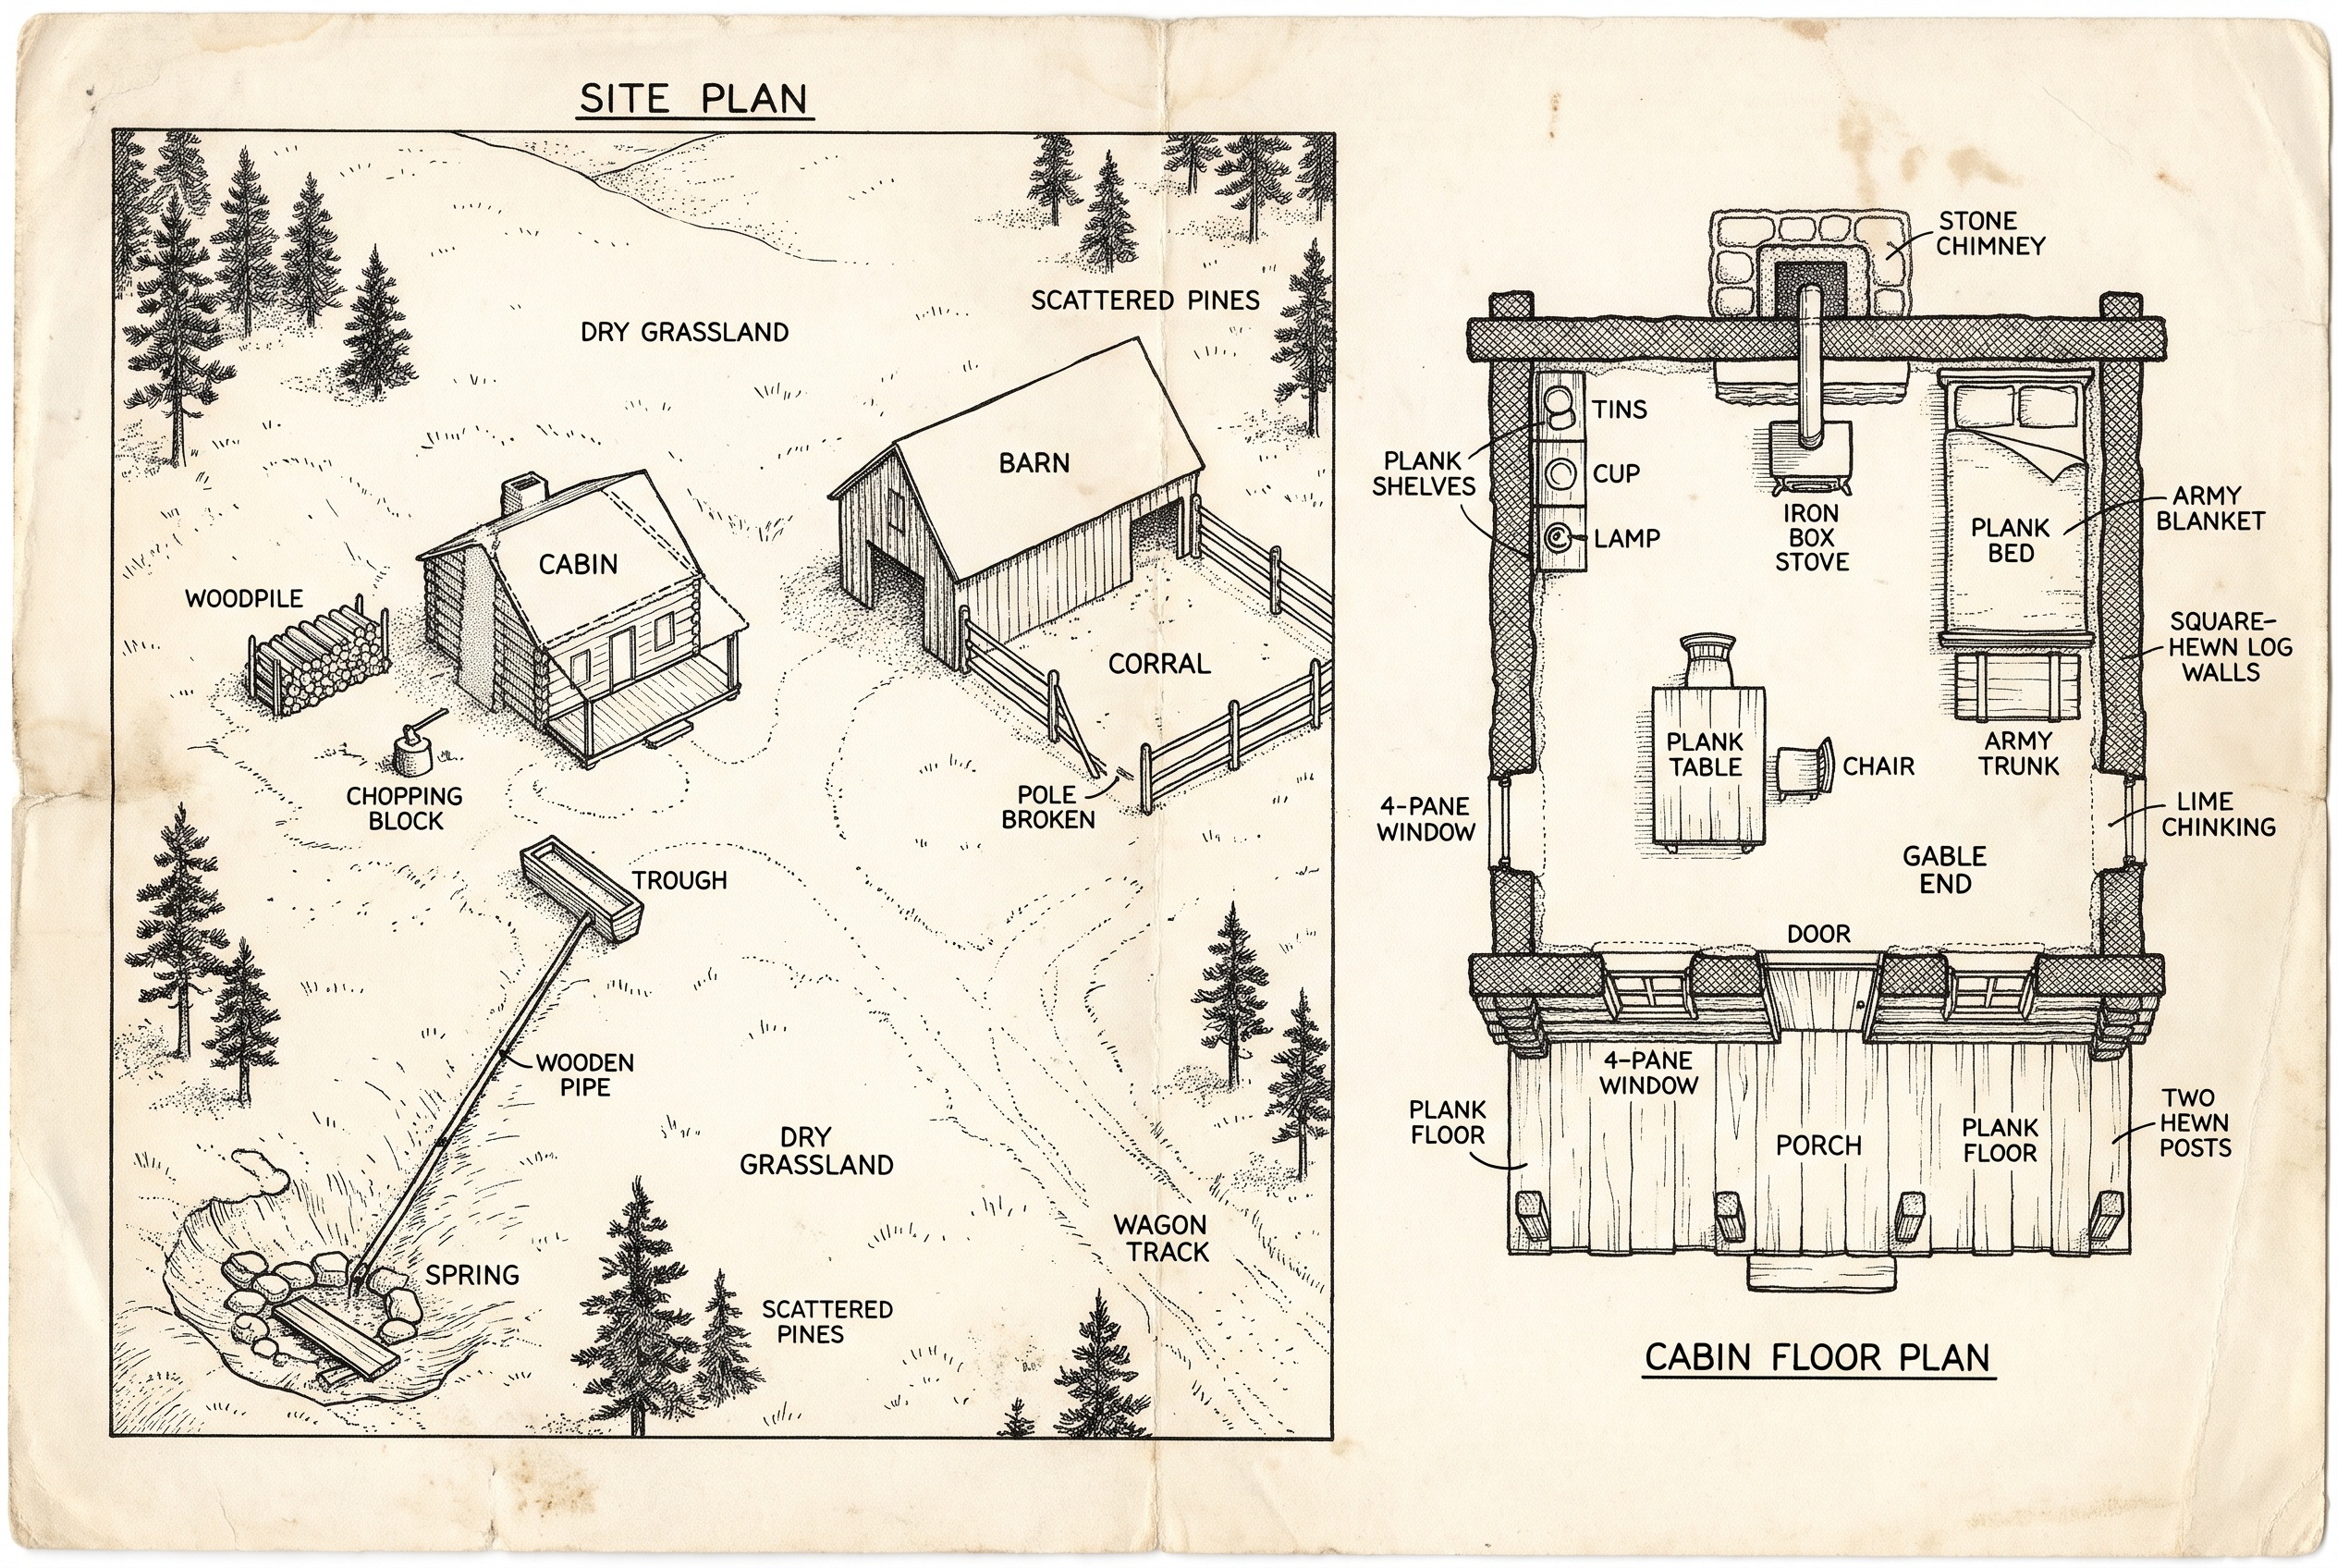 SITE PLAN
SCATTERED PINES
DRY GRASSLAND
BARN
CABIN
WOODPILE
CORRAL
CHOPPING
BLOCK
POLE
BROKEN
TROUGH
WOODEN
PIPE
DRY
GRASSLAND
WAGON
TRACK
SPRING
SCATTERED
PINES
STONE
CHIMNEY
TINS
PLANK
SHELVES
CUP
LAMP
IRON
BOX
STOVE
PLANK
BED
ARMY
BLANKET
SQUARE-
HEWN LOG
WALLS
PLANK
TABLE
CHAIR
ARMY
TRUNK
4-PANE
WINDOW
LIME
CHINKING
GABLE
END
DOOR
4-PANE
WINDOW
PLANK
FLOOR
PORCH
PLANK
FLOOR
TWO
HEWN
POSTS
CABIN FLOOR PLAN